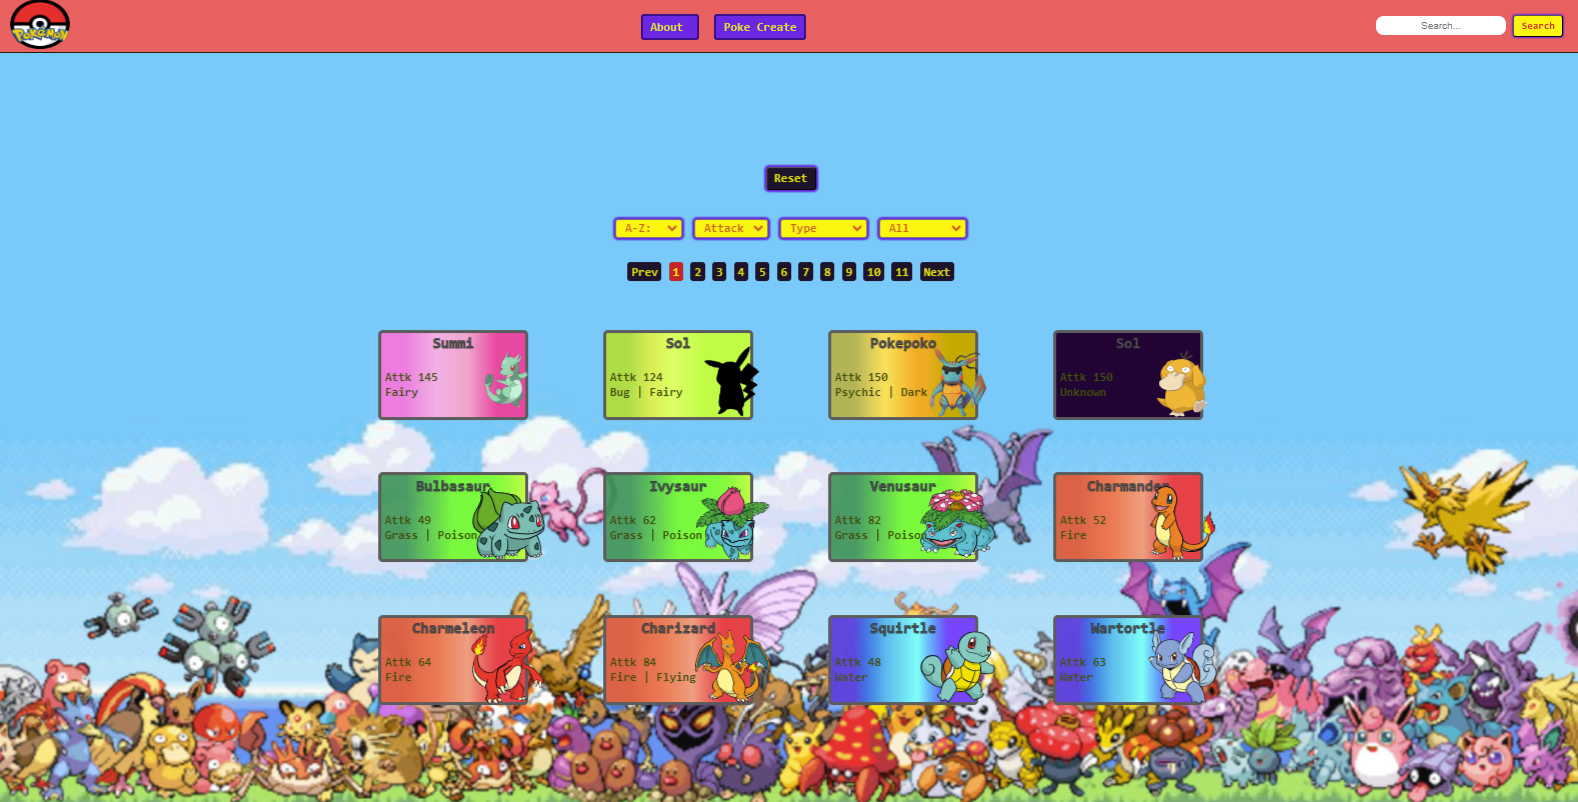 POKéMON
About
Poke Create
Search...
Search
Reset
A-Z:
Attack
Type
All
Prev 1 2 3 4 5 6 7 8 9 10 11 Next
Summi
Attk 145
Fairy
Sol
Attk 124
Bug | Fairy
Pokepoko
Attk 150
Psychic | Dark
Sol
Attk 150
Unknown
Bulbasaur
Attk 49
Grass | Poison
Ivysaur
Attk 62
Grass | Poison
Venusaur
Attk 82
Grass | Poison
Charmander
Attk 52
Fire
Charmeleon
Attk 64
Fire
Charizard
Attk 84
Fire | Flying
Squirtle
Attk 48
Water
Wartortle
Attk 63
Water